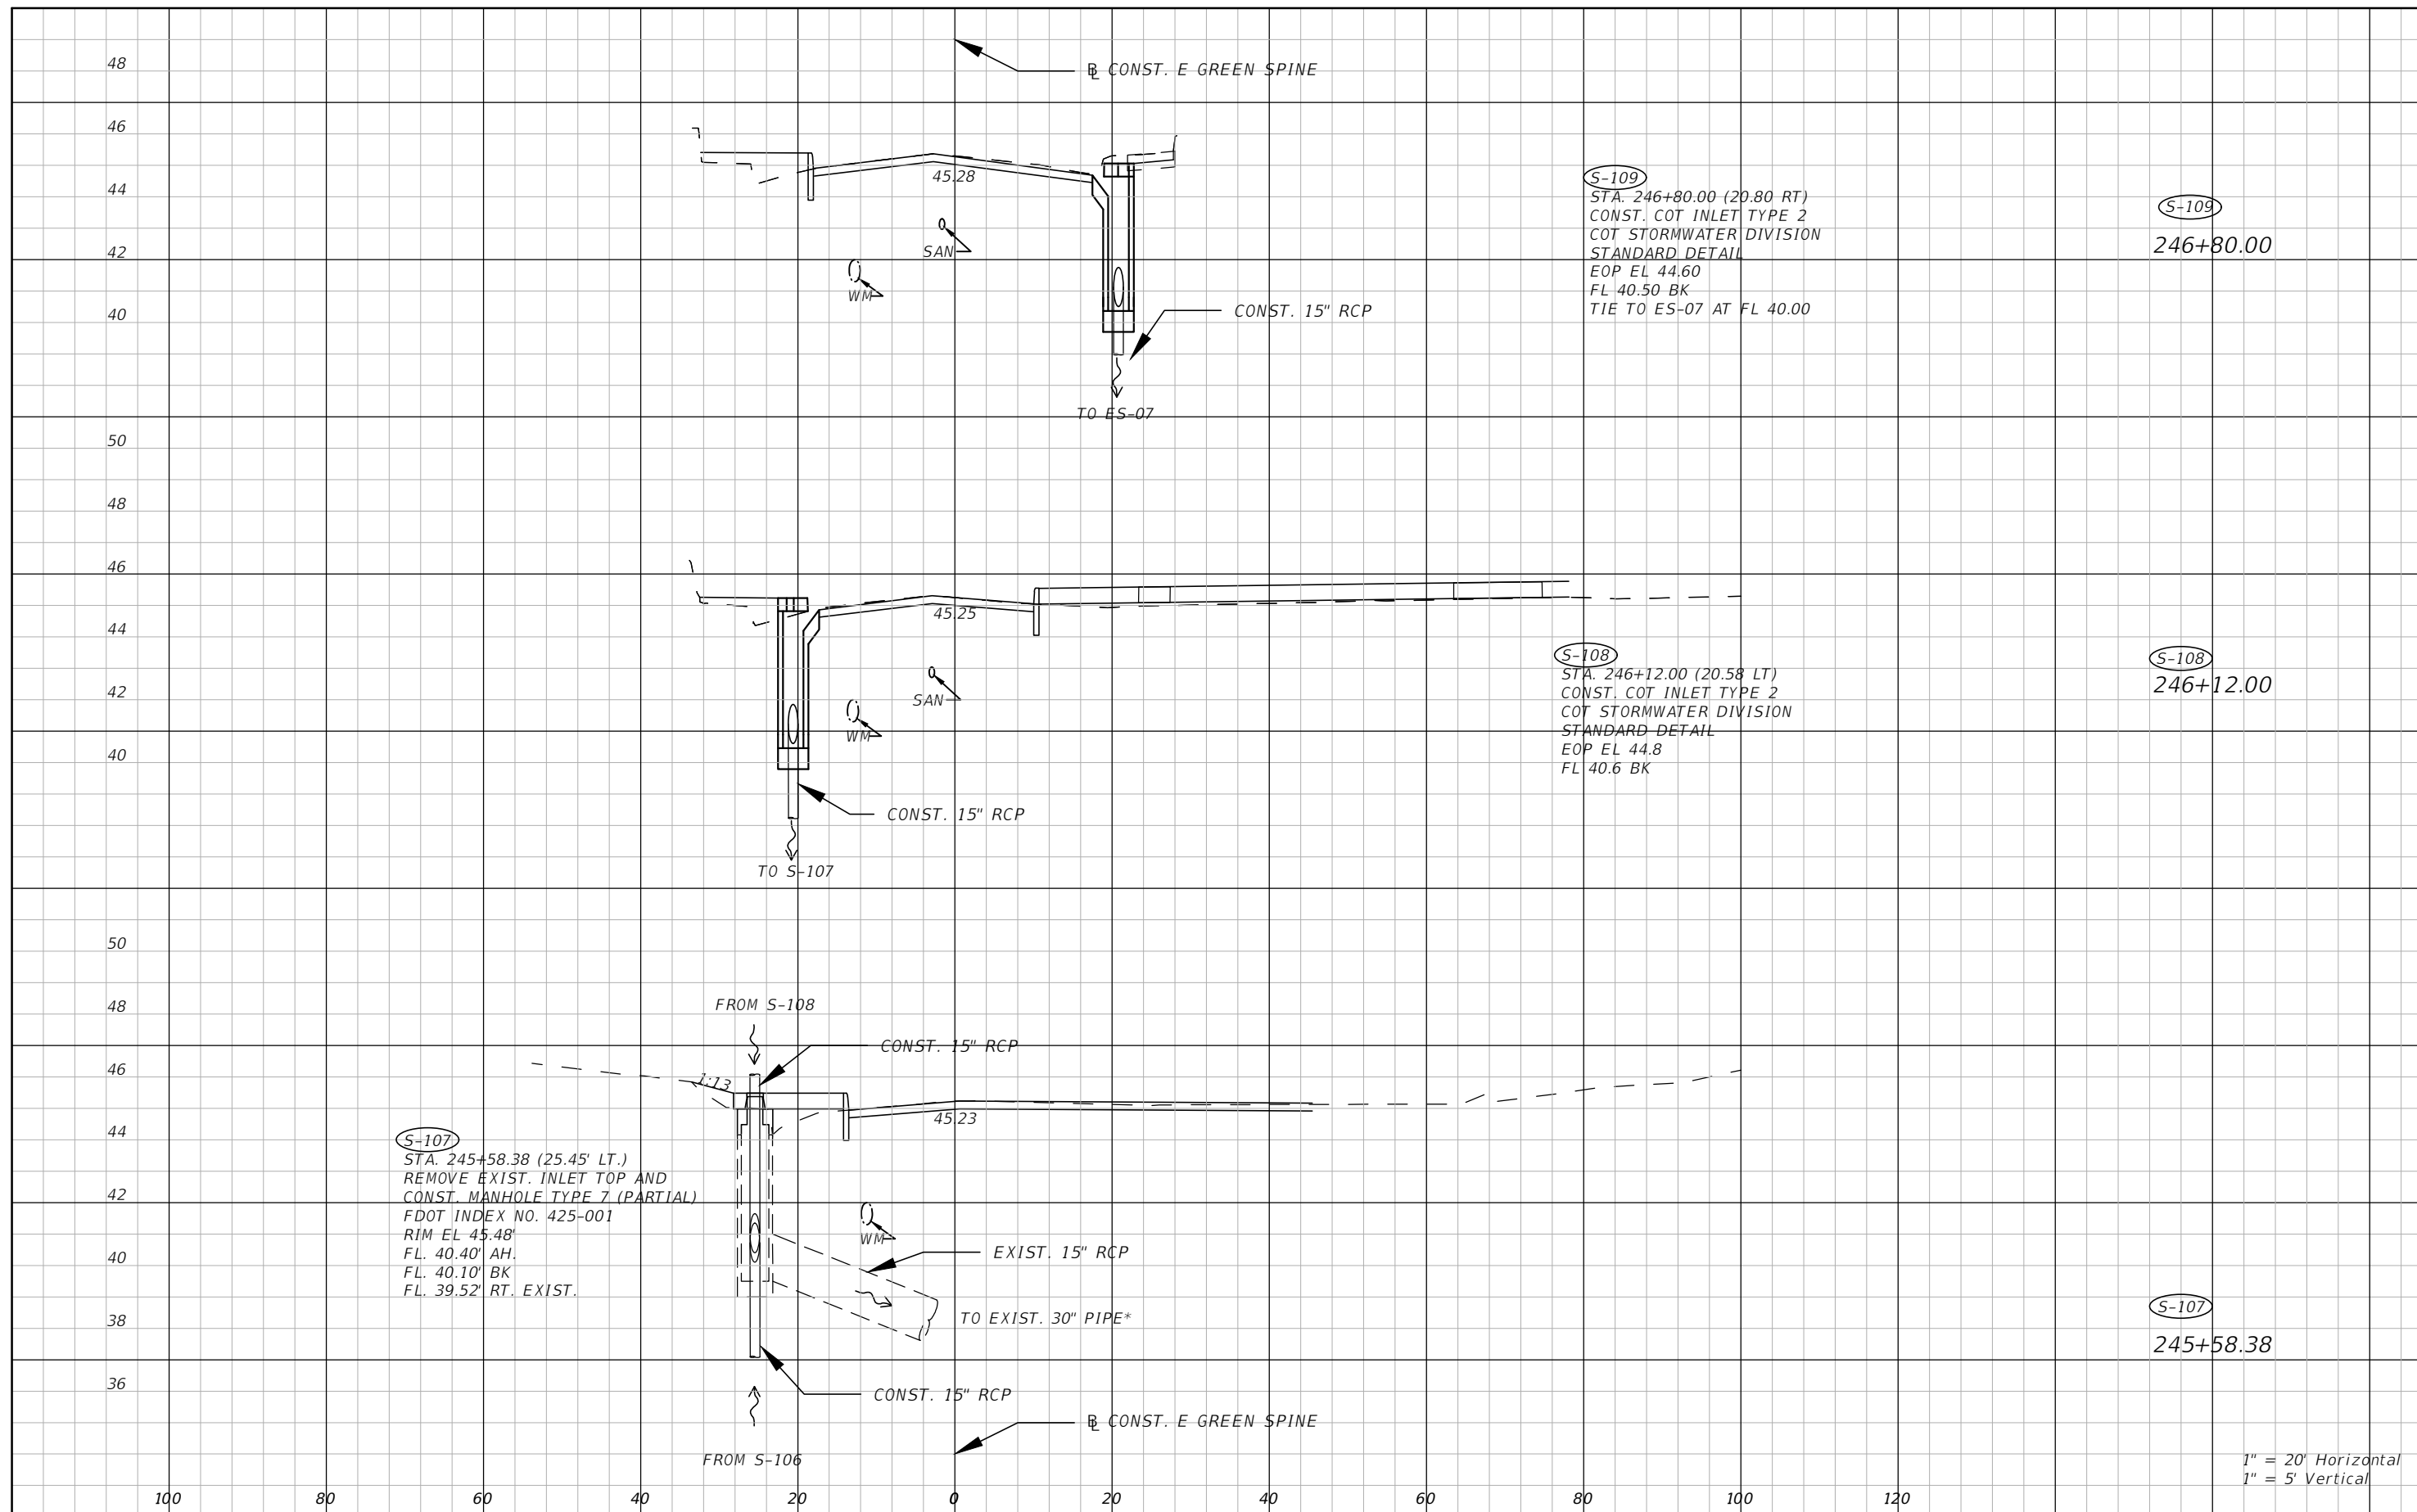 48
℄ CONST. E GREEN SPINE
46
44
42
40
45.28
SAN
WM
CONST. 15" RCP
TO ES-07
S-109
STA. 246+80.00 (20.80 RT)
CONST. COT INLET TYPE 2
COT STORMWATER DIVISION
STANDARD DETAIL
EOP EL 44.60
FL 40.50 BK
TIE TO ES-07 AT FL 40.00
S-109
246+80.00
50
48
46
44
42
40
45.25
SAN
WM
CONST. 15" RCP
TO S-107
S-108
STA. 246+12.00 (20.58 LT)
CONST. COT INLET TYPE 2
COT STORMWATER DIVISION
STANDARD DETAIL
EOP EL 44.8
FL 40.6 BK
S-108
246+12.00
50
48
46
44
42
40
38
36
FROM S-108
CONST. 15" RCP
1:13
45.23
S-107
STA. 245+58.38 (25.45' LT.)
REMOVE EXIST. INLET TOP AND
CONST. MANHOLE TYPE 7 (PARTIAL)
FDOT INDEX NO. 425-001
RIM EL 45.48'
FL. 40.40' AH.
FL. 40.10' BK
FL. 39.52' RT. EXIST.
WM
EXIST. 15" RCP
TO EXIST. 30" PIPE*
CONST. 15" RCP
℄ CONST. E GREEN SPINE
FROM S-106
S-107
245+58.38
1" = 20' Horizontal
1" = 5' Vertical
100 80 60 40 20 0 20 40 60 80 100 120